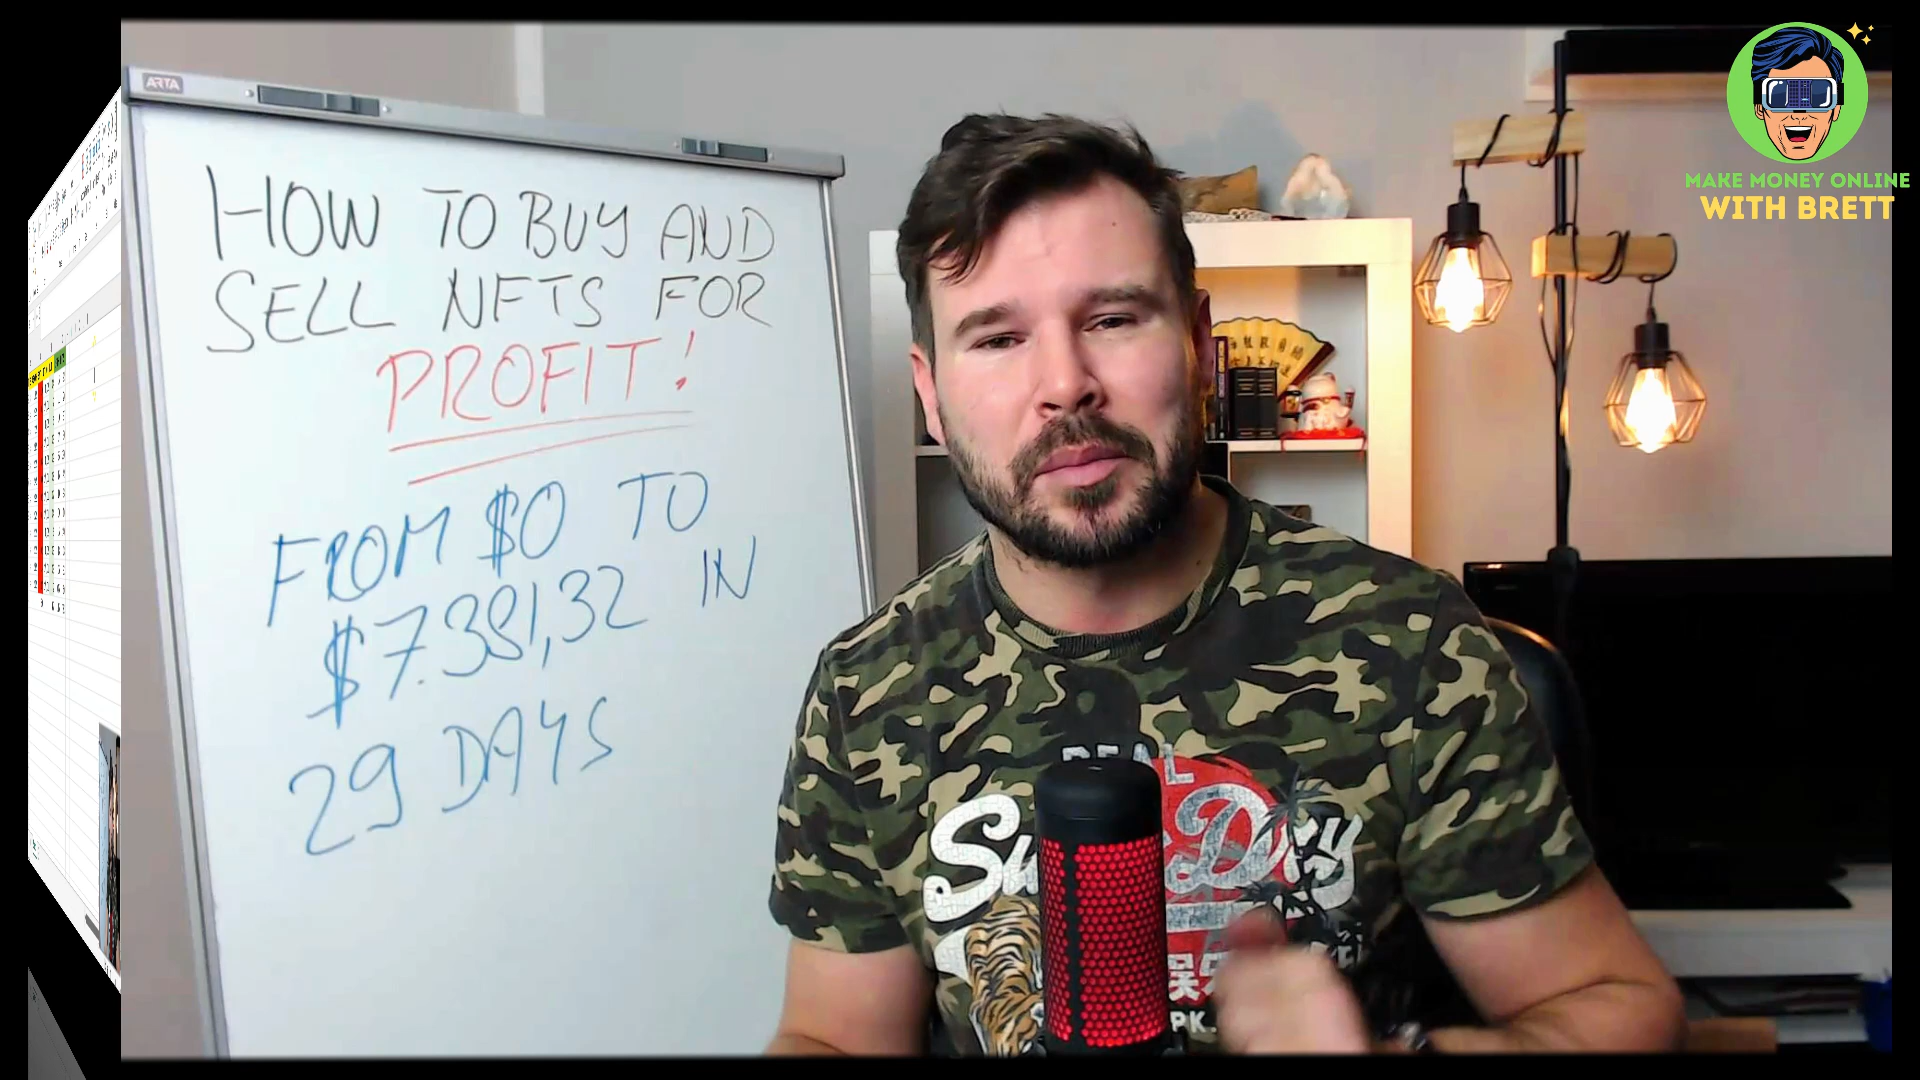 ARTA
HOW TO BUY AND
SELL NFTS FOR
PROFIT!
FROM $0 TO
$7.381,32 IN
29 DAYS
MAKE MONEY ONLINE
WITH BRETT
REAL